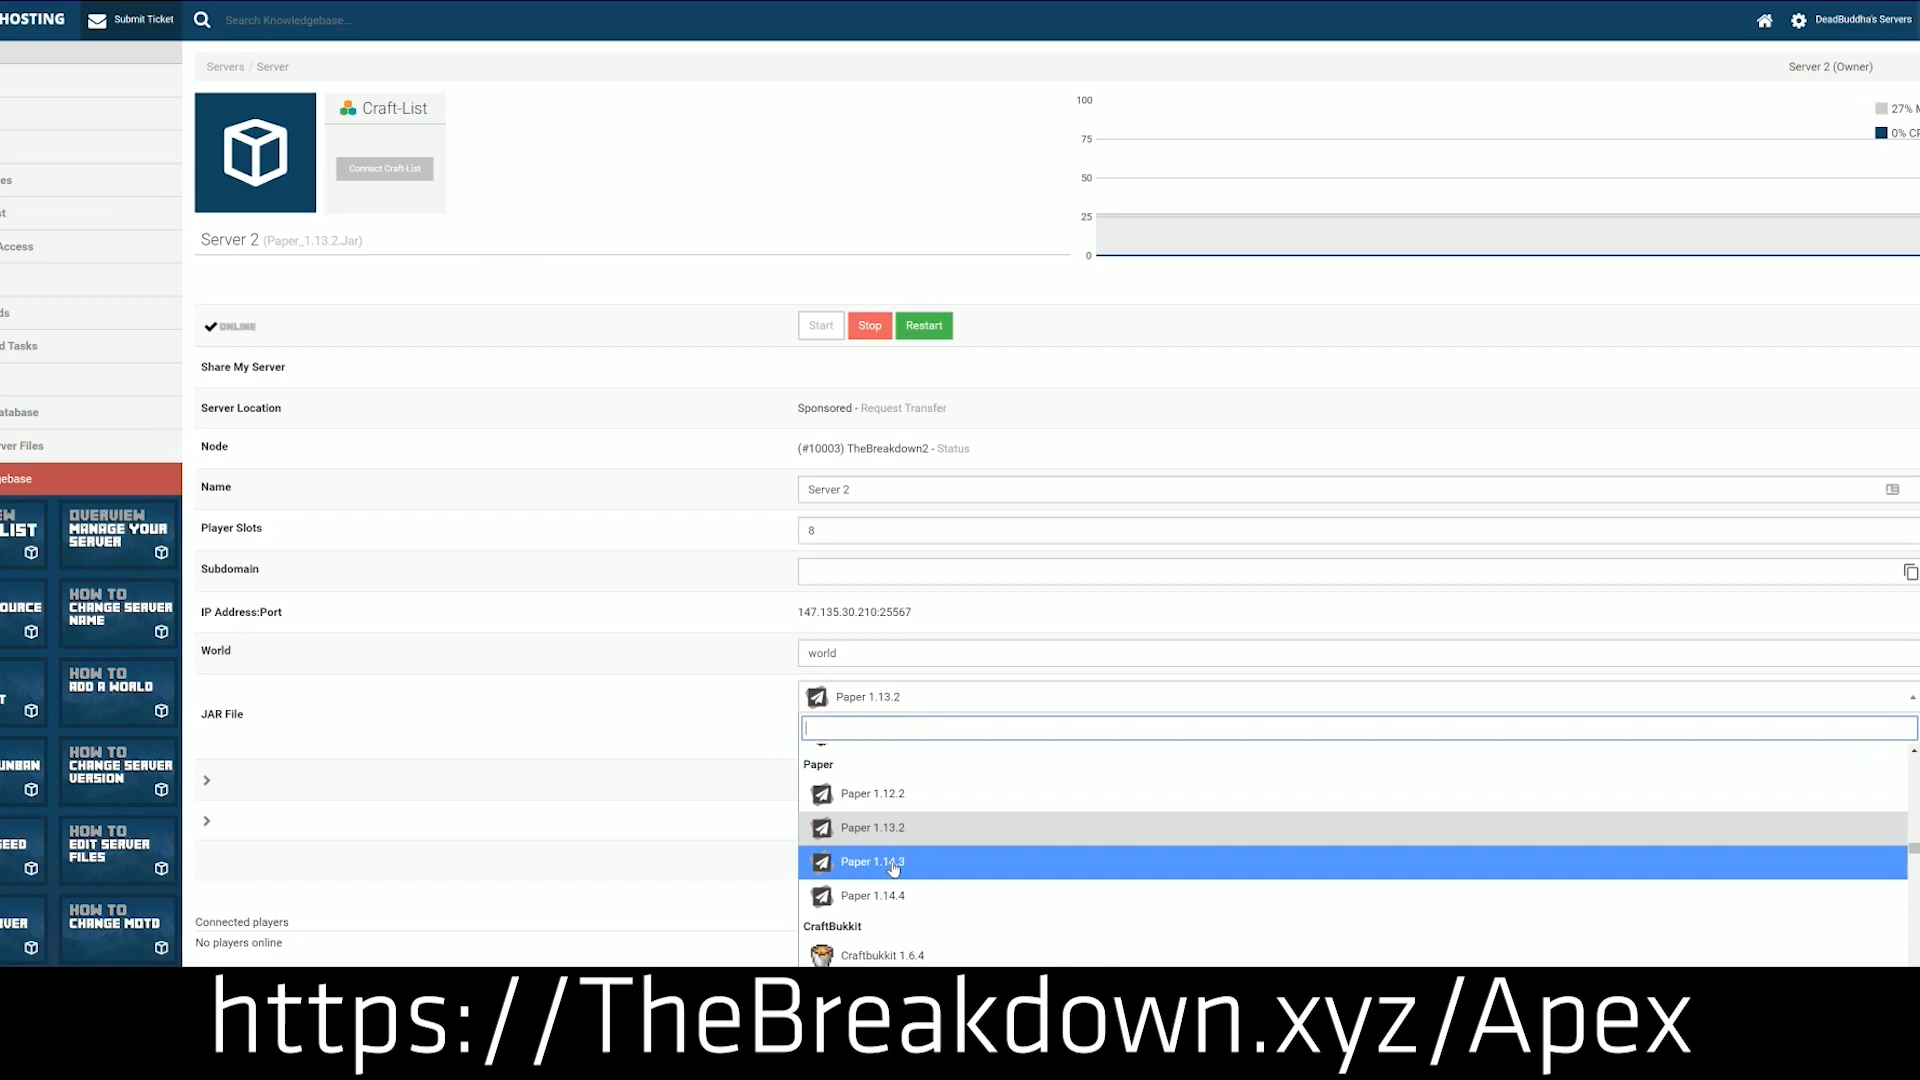 HOSTING
Submit Ticket
Search Knowledgebase...
DeadBuddha's Servers
Servers / Server
Server 2 (Owner)
Craft-List
Connect Craft-List
Server 2 (Paper_1.13.2.Jar)
100
75
50
25
0
27% M
0% CP
es
st
Access
ds
d Tasks
atabase
ver Files
gebase
LIST
OVERVIEW
MANAGE YOUR
SERVER
OURCE
HOW TO
CHANGE SERVER
NAME
T
HOW TO
ADD A WORLD
UNBAN
HOW TO
CHANGE SERVER
VERSION
SEED
HOW TO
EDIT SERVER
FILES
HOW TO
CHANGE MOTD
ONLINE
Start
Stop
Restart
Share My Server
Server Location
Sponsored - Request Transfer
Node
(#10003) TheBreakdown2 - Status
Name
Server 2
Player Slots
8
Subdomain
IP Address:Port
147.135.30.210:25567
World
world
JAR File
Paper 1.13.2
Paper
Paper 1.12.2
Paper 1.13.2
Paper 1.14.3
Paper 1.14.4
CraftBukkit
Craftbukkit 1.6.4
Connected players
No players online
https://TheBreakdown.xyz/Apex